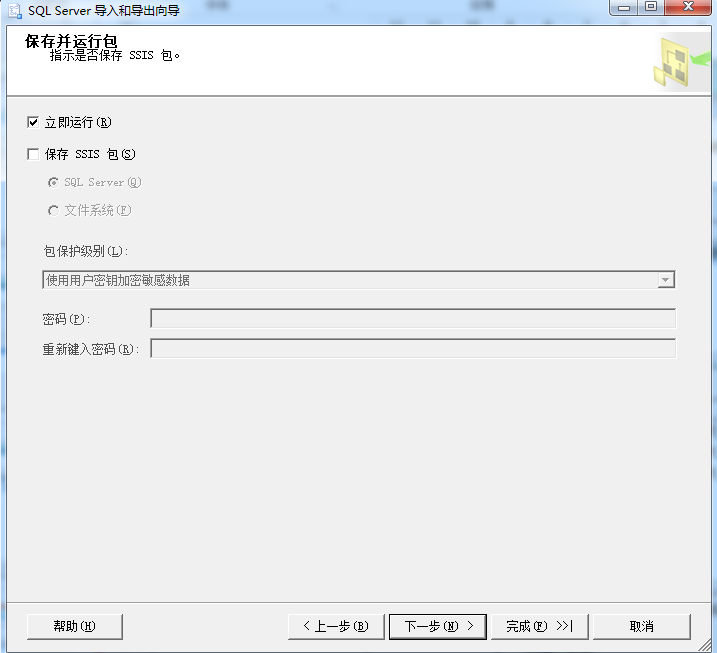 SQL Server 导入和导出向导
保存并运行包
指示是否保存 SSIS 包。
立即运行(R)
保存 SSIS 包(S)
SQL Server(Q)
文件系统(F)
包保护级别(L):
使用用户密钥加密敏感数据
密码(P):
重新键入密码(R):
帮助(H) < 上一步(B) 下一步(N) > 完成(F) >>| 取消